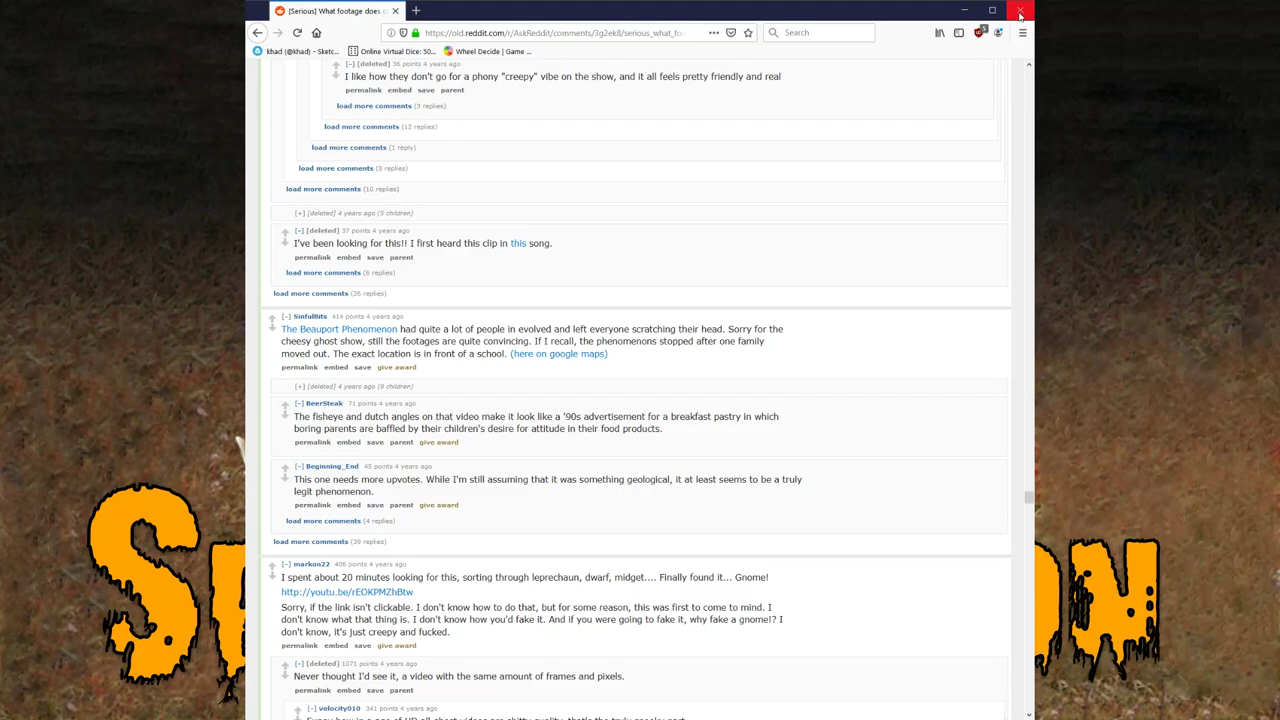 [Serious] What footage does c
https://old.reddit.com/r/AskReddit/comments/3g2ek8/serious_what_fo
Search
5
khad (@khad) - Sketc...
Online Virtual Dice: 50...
Wheel Decide | Game ...
[–] [deleted] 36 points 4 years ago
I like how they don't go for a phony "creepy" vibe on the show, and it all feels pretty friendly and real
permalink embed save parent
load more comments (3 replies)
load more comments (12 replies)
load more comments (1 reply)
load more comments (3 replies)
load more comments (10 replies)
[+] [deleted] 4 years ago (3 children)
[–] [deleted] 37 points 4 years ago
I've been looking for this!! I first heard this clip in this song.
permalink embed save parent
load more comments (6 replies)
load more comments (26 replies)
[–] SinfulBits 414 points 4 years ago
The Beauport Phenomenon had quite a lot of people in evolved and left everyone scratching their head. Sorry for the
cheesy ghost show, still the footages are quite convincing. If I recall, the phenomenons stopped after one family
moved out. The exact location is in front of a school. (here on google maps)
permalink embed save give award
[+] [deleted] 4 years ago (9 children)
[–] BeerSteak 71 points 4 years ago
The fisheye and dutch angles on that video make it look like a '90s advertisement for a breakfast pastry in which
boring parents are baffled by their children's desire for attitude in their food products.
permalink embed save parent give award
[–] Beginning_End 45 points 4 years ago
This one needs more upvotes. While I'm still assuming that it was something geological, it at least seems to be a truly
legit phenomenon.
permalink embed save parent give award
load more comments (4 replies)
load more comments (39 replies)
[–] markon22 406 points 4 years ago
I spent about 20 minutes looking for this, sorting through leprechaun, dwarf, midget.... Finally found it... Gnome!
http://youtu.be/rEOKPMZhBtw
Sorry, if the link isn't clickable. I don't know how to do that, but for some reason, this was first to come to mind. I
don't know what that thing is. I don't know how you'd fake it. And if you were going to fake it, why fake a gnome!? I
don't know, it's just creepy and fucked.
permalink embed save give award
[–] [deleted] 1071 points 4 years ago
Never thought I'd see it, a video with the same amount of frames and pixels.
permalink embed save parent
[–] velocity010 341 points 4 years ago